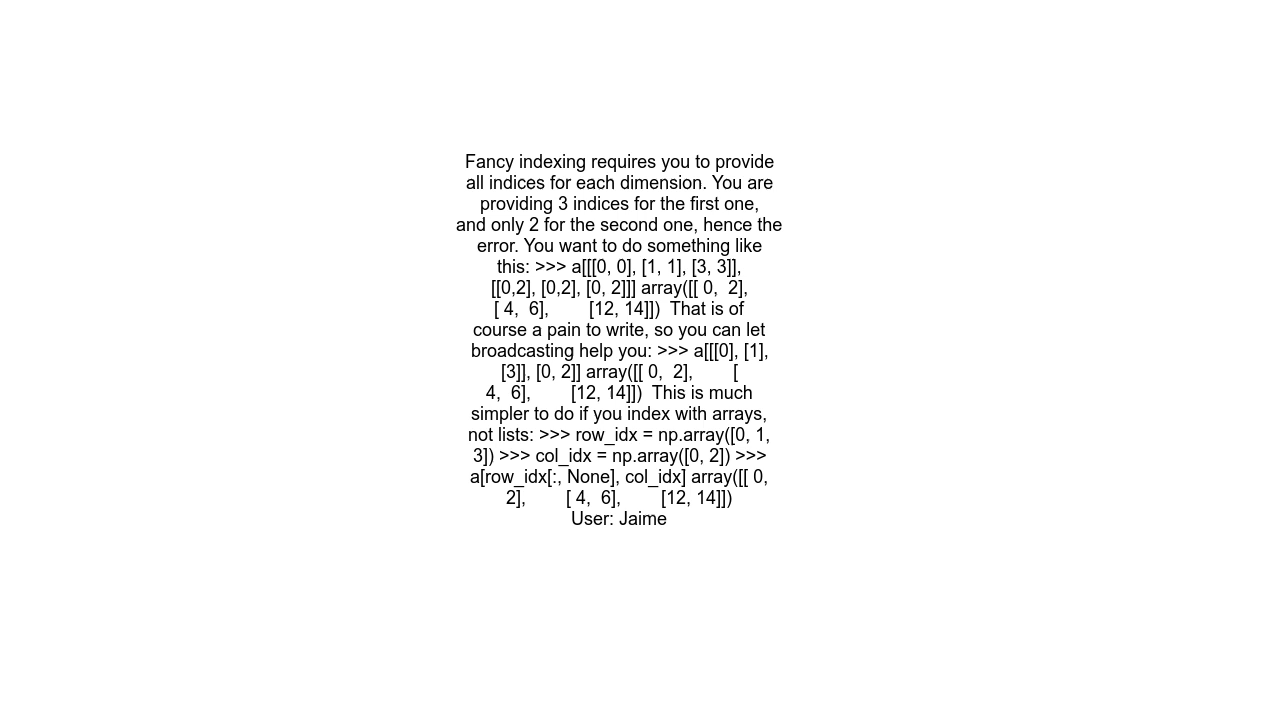 Fancy indexing requires you to provide
all indices for each dimension. You are
providing 3 indices for the first one,
and only 2 for the second one, hence the
error. You want to do something like
this: >>> a[[[0, 0], [1, 1], [3, 3]],
[[0,2], [0,2], [0, 2]]] array([[ 0,  2],
[ 4,  6],        [12, 14]])  That is of
course a pain to write, so you can let
broadcasting help you: >>> a[[[0], [1],
[3]], [0, 2]] array([[ 0,  2],        [
4,  6],        [12, 14]])  This is much
simpler to do if you index with arrays,
not lists: >>> row_idx = np.array([0, 1,
3]) >>> col_idx = np.array([0, 2]) >>>
a[row_idx[:, None], col_idx] array([[ 0,
2],        [ 4,  6],        [12, 14]])
User: Jaime